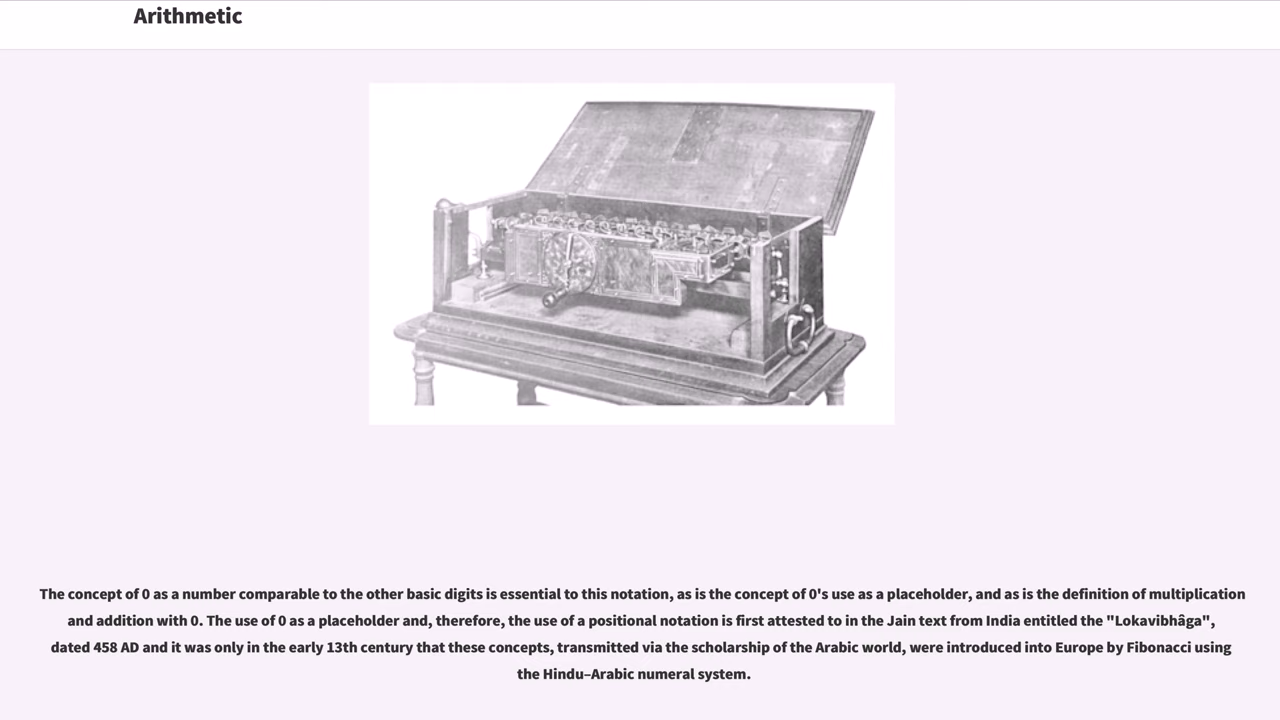 Arithmetic
The concept of 0 as a number comparable to the other basic digits is essential to this notation, as is the concept of 0's use as a placeholder, and as is the definition of multiplication
and addition with 0. The use of 0 as a placeholder and, therefore, the use of a positional notation is first attested to in the Jain text from India entitled the "Lokavibhâga",
dated 458 AD and it was only in the early 13th century that these concepts, transmitted via the scholarship of the Arabic world, were introduced into Europe by Fibonacci using
the Hindu–Arabic numeral system.